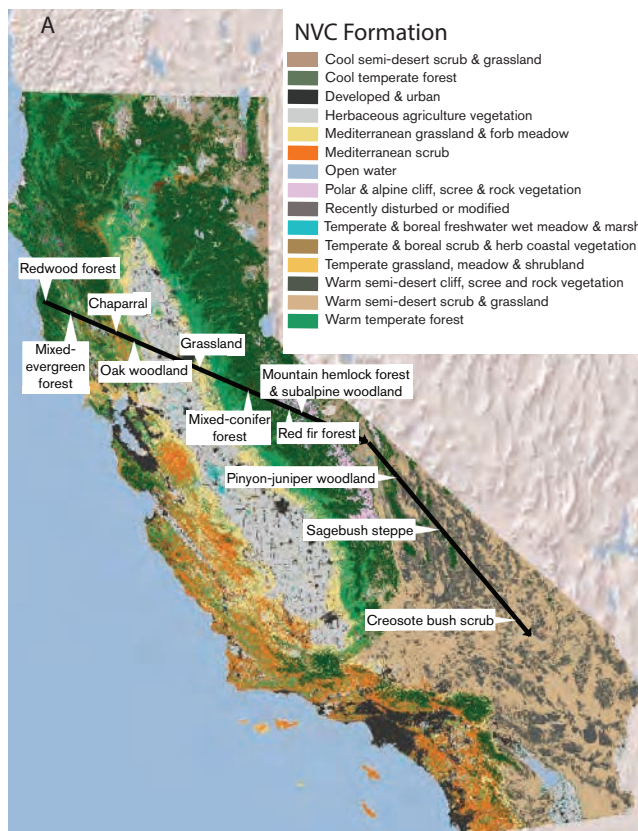 A
NVC Formation
Cool semi-desert scrub & grassland
Cool temperate forest
Developed & urban
Herbaceous agriculture vegetation
Mediterranean grassland & forb meadow
Mediterranean scrub
Open water
Polar & alpine cliff, scree & rock vegetation
Recently disturbed or modified
Temperate & boreal freshwater wet meadow & marsh
Temperate & boreal scrub & herb coastal vegetation
Temperate grassland, meadow & shrubland
Warm semi-desert cliff, scree and rock vegetation
Warm semi-desert scrub & grassland
Warm temperate forest
Redwood forest
Chaparral
Mixed-
evergreen
forest
Oak woodland
Grassland
Mountain hemlock forest
& subalpine woodland
Mixed-conifer
forest
Red fir forest
Pinyon-juniper woodland
Sagebush steppe
Creosote bush scrub